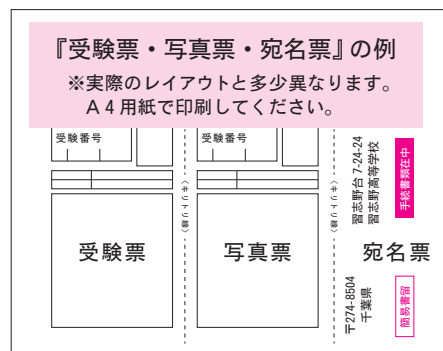 『受験票・写真票・宛名票』の例
※実際のレイアウトと多少異なります。
A4用紙で印刷してください。
受験番号
受験票
〈キリトリ線〉
受験番号
写真票
〈キリトリ線〉
〒274-8504
千葉県
習志野台 7-24-24
習志野高等学校
宛名票
手続書類在中
簡易書留